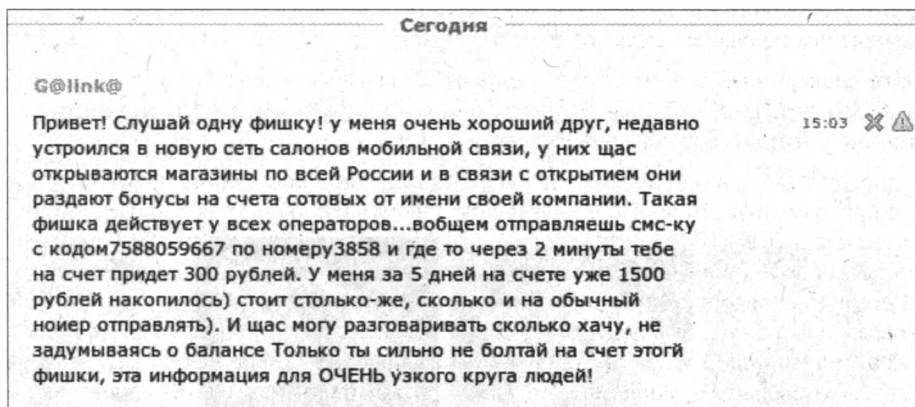 Сегодня
G@link@
Привет! Слушай одну фишку! у меня очень хороший друг, недавно 15:03
устроился в новую сеть салонов мобильной связи, у них щас
открываются магазины по всей России и в связи с открытием они
раздают бонусы на счета сотовых от имени своей компании. Такая
фишка действует у всех операторов...вобщем отправляешь смс-ку
с кодом7588059667 по номеру3858 и где то через 2 минуты тебе
на счет придет 300 рублей. У меня за 5 дней на счете уже 1500
рублей накопилось) стоит столько-же, сколько и на обычный
ноиер отправлять). И щас могу разговаривать сколько хачу, не
задумываясь о балансе Только ты сильно не болтай на счет этогй
фишки, эта информация для ОЧЕНЬ узкого круга людей!